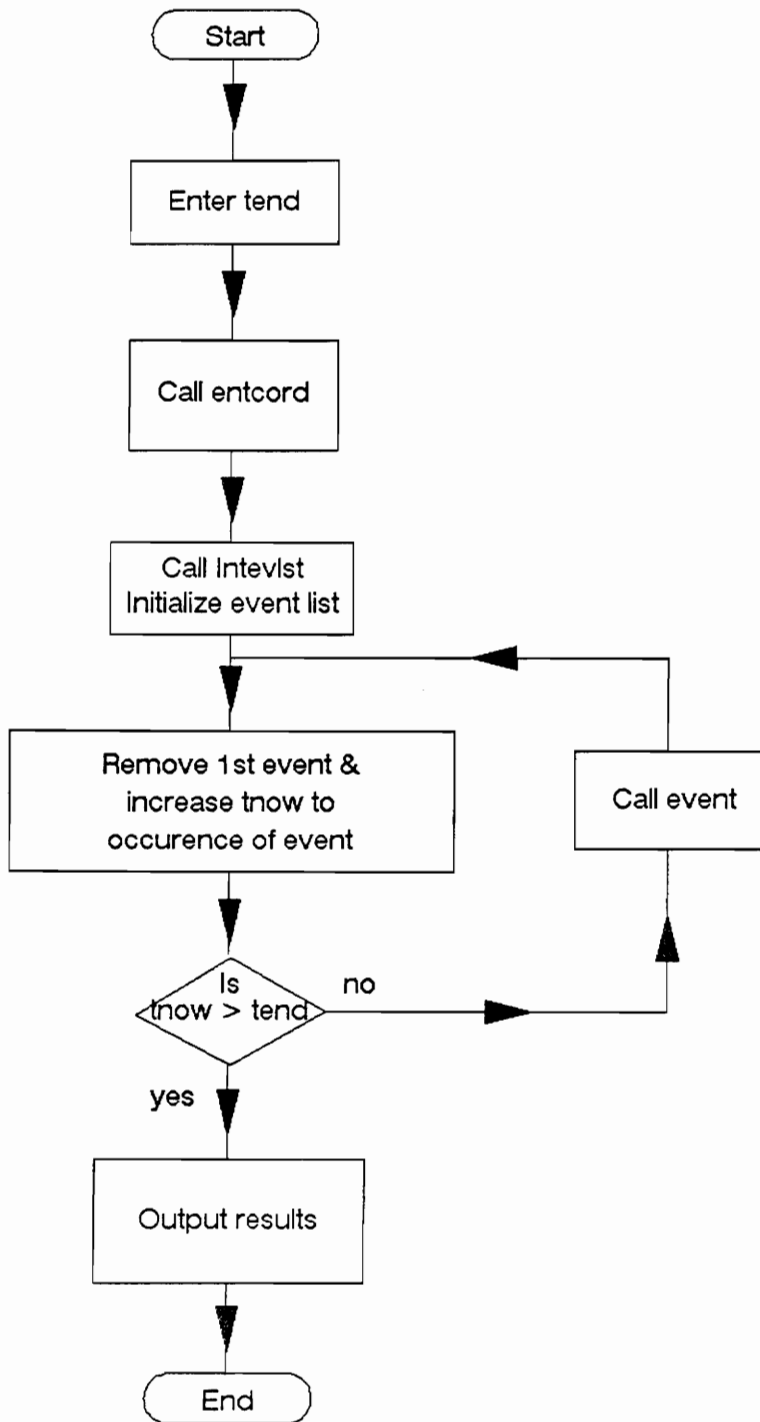 Start
Enter tend
Call entcord
Call Intevlst
Initialize event list
Remove 1st event &
increase tnow to
occurence of event
Call event
Is
tnow > tend
no
yes
Output results
End